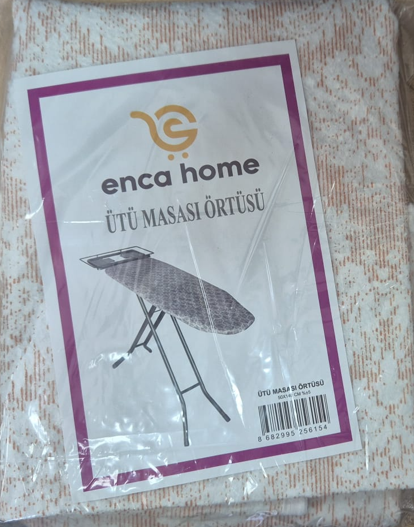 enca home
ÜTÜ MASASI ÖRTÜSÜ
ÜTÜ MASASI ÖRTÜSÜ
8 682995 256154